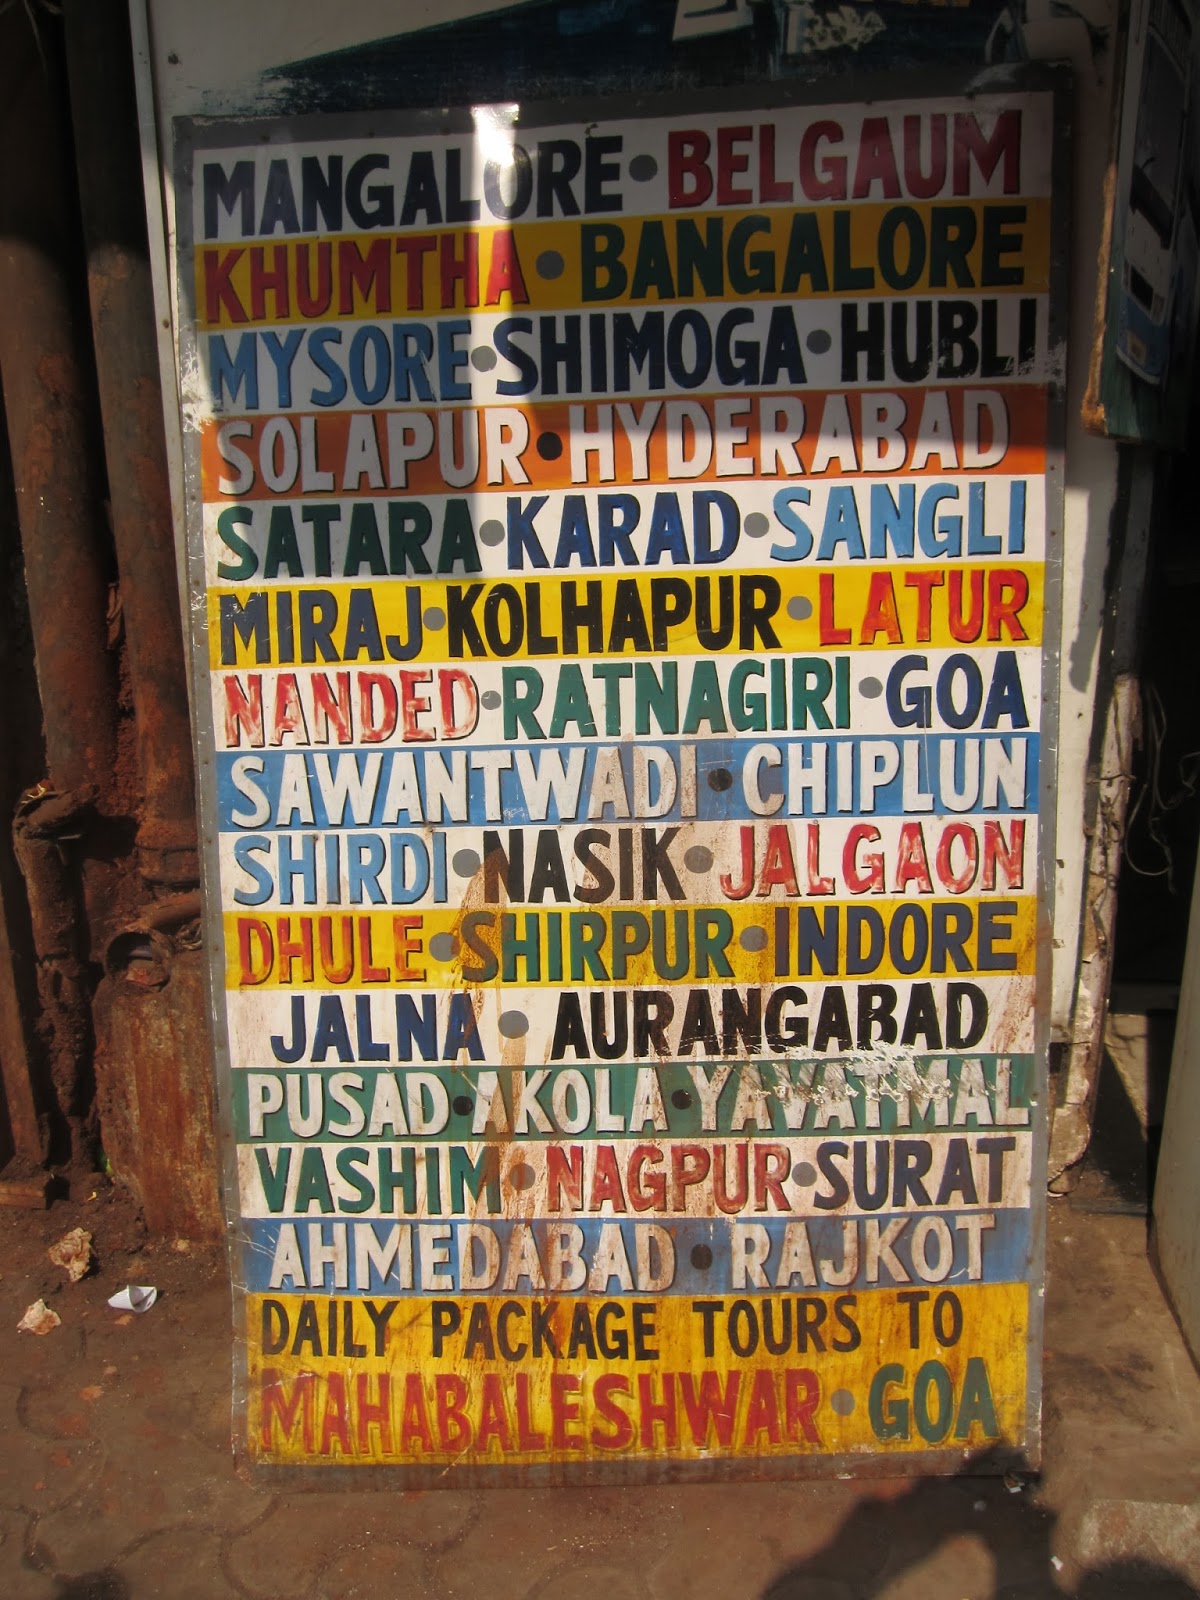 MANGALORE • BELGAUM
KHUMTHA • BANGALORE
MYSORE • SHIMOGA • HUBLI
SOLAPUR • HYDERABAD
SATARA • KARAD • SANGLI
MIRAJ • KOLHAPUR • LATUR
NANDED • RATNAGIRI • GOA
SAWANTWADI • CHIPLUN
SHIRDI • NASIK • JALGAON
DHULE • SHIRPUR • INDORE
JALNA • AURANGABAD
PUSAD • AKOLA • YAVATMAL
VASHIM • NAGPUR • SURAT
AHMEDABAD • RAJKOT
DAILY PACKAGE TOURS TO
MAHABALESHWAR • GOA